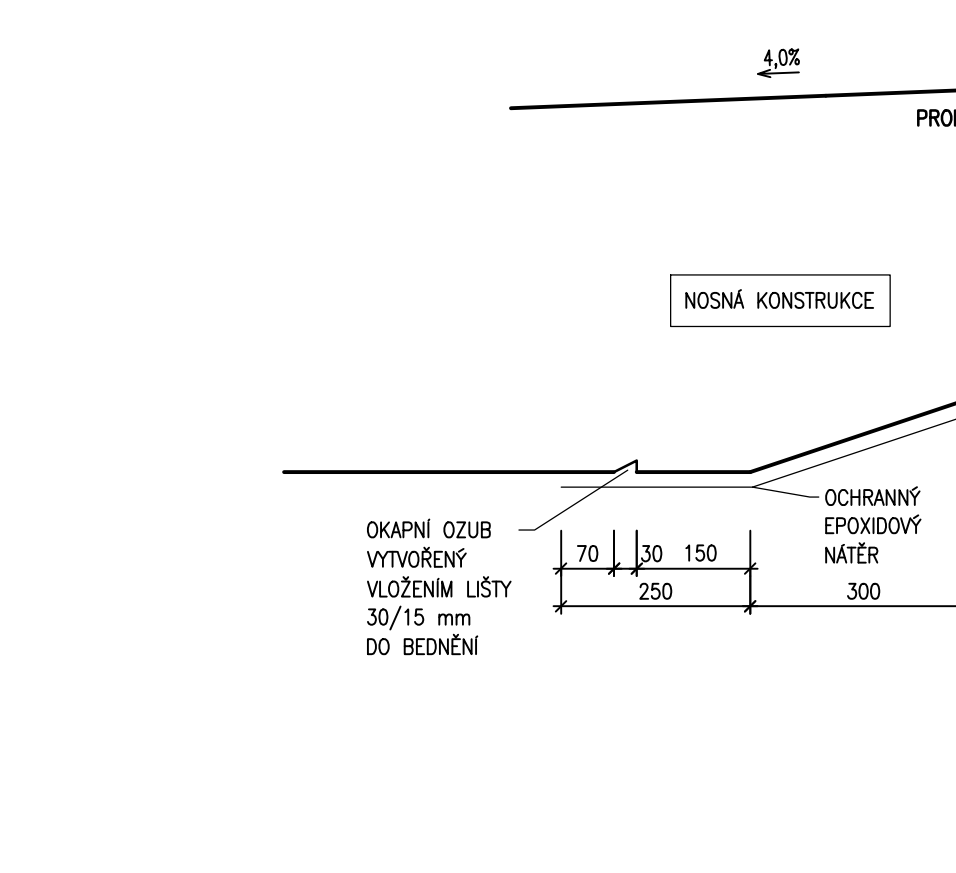 4,0%
NOSNÁ KONSTRUKCE
OCHRANNÝ
EPOXIDOVÝ
NÁTĚR
OKAPNÍ OZUB
VYTVOŘENÝ
VLOŽENÍM LIŠTY
30/15 mm
DO BEDNĚNÍ
70 30 150
250 300